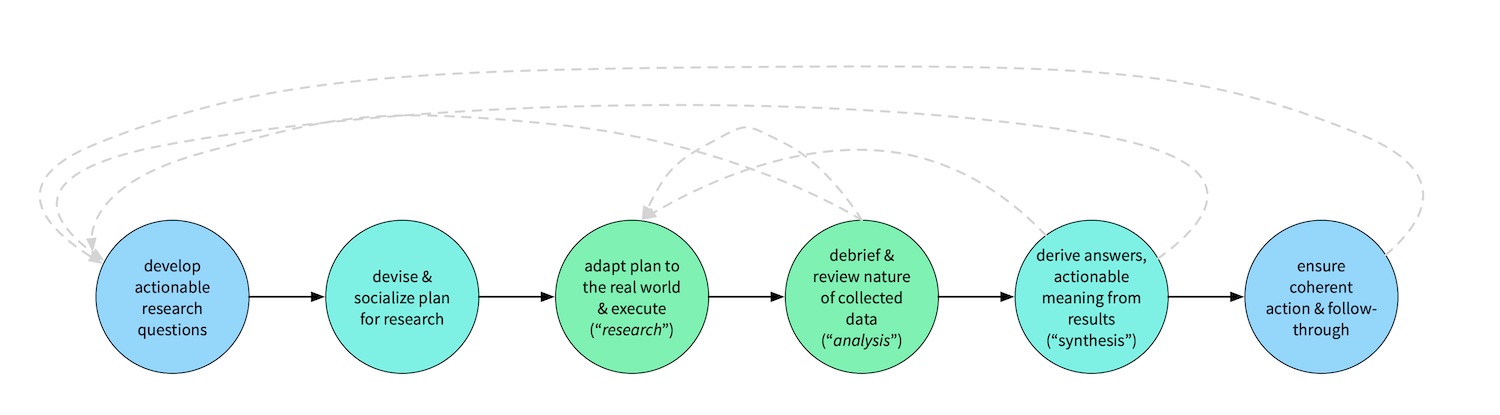 develop
actionable
research
questions
devise &
socialize plan
for research
adapt plan to
the real world
& execute
(“research”)
debrief &
review nature
of collected
data
(“analysis”)
derive answers,
actionable
meaning from
results
(“synthesis”)
ensure
coherent
action & follow-
through